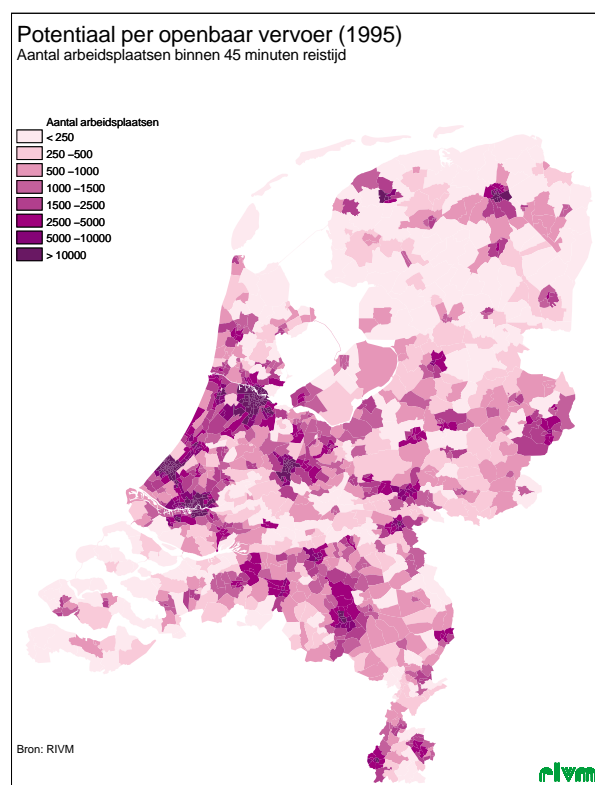 Potentiaal per openbaar vervoer (1995)
Aantal arbeidsplaatsen binnen 45 minuten reistijd
Aantal arbeidsplaatsen
< 250
250 –500
500 –1000
1000 –1500
1500 –2500
2500 –5000
5000 –10000
> 10000
Bron: RIVM
rivm